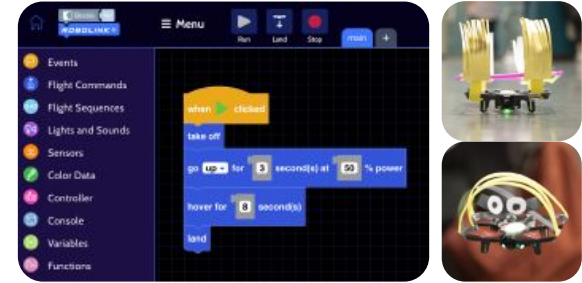 Blockly
ROBOLINK
Menu
Run
Land
Stop
main
+
Events
Flight Commands
Flight Sequences
Lights and Sounds
Sensors
Color Data
Controller
Console
Variables
Functions
when clicked
take off
go up for 3 second(s) at 50 % power
hover for 8 second(s)
land